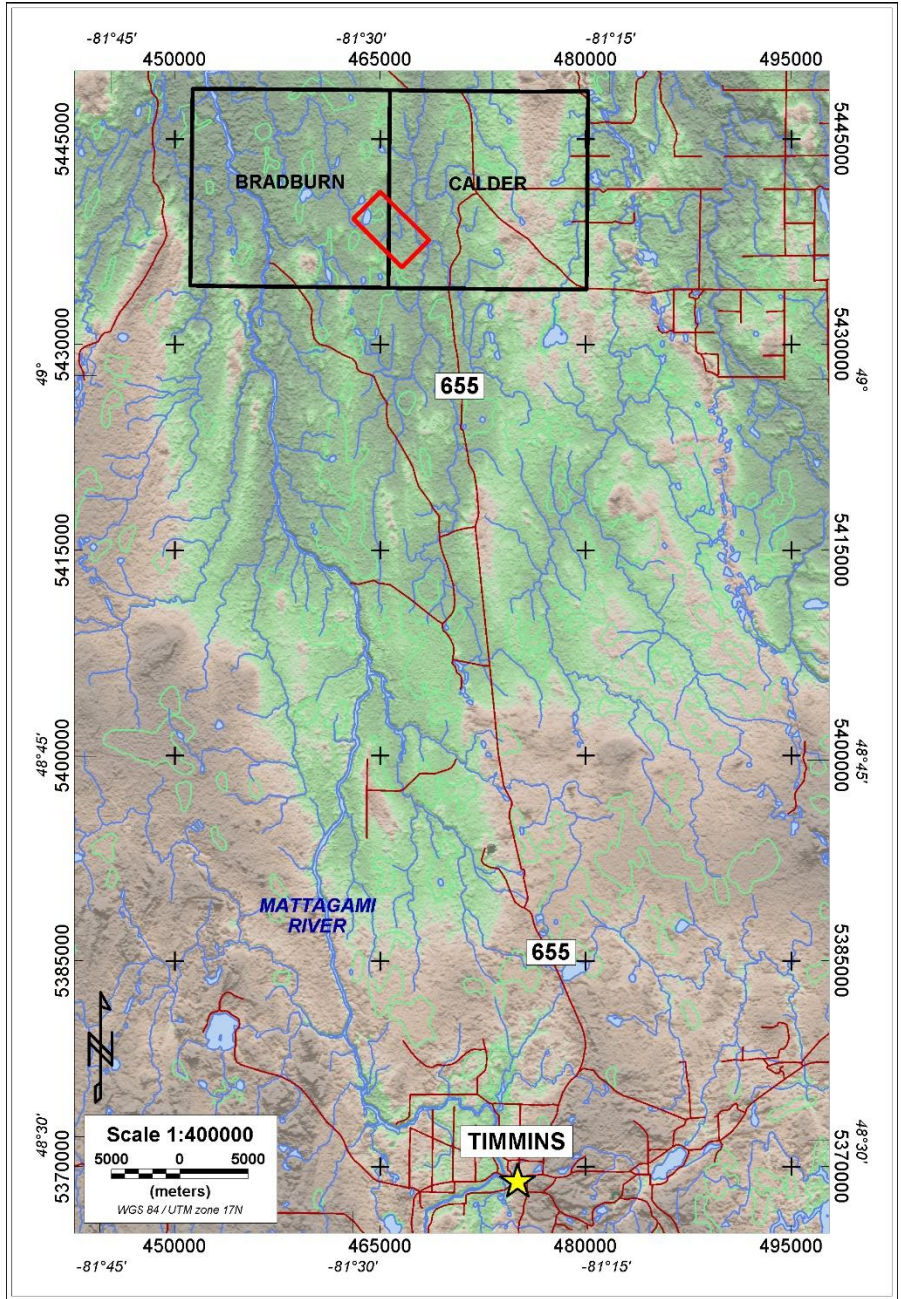 -81°45' -81°30' -81°15'
450000 465000 480000 495000
5445000 5445000
BRADBURN CALDER
5430000 5430000
49° 49°
655
5415000 5415000
48°45' 48°45'
5400000 5400000
MATTAGAMI
RIVER
655
5385000 5385000
N
Scale 1:400000
5000 0 5000
(meters)
WGS 84 / UTM zone 17N
TIMMINS
48°30' 48°30'
5370000 5370000
450000 465000 480000 495000
-81°45' -81°30' -81°15'